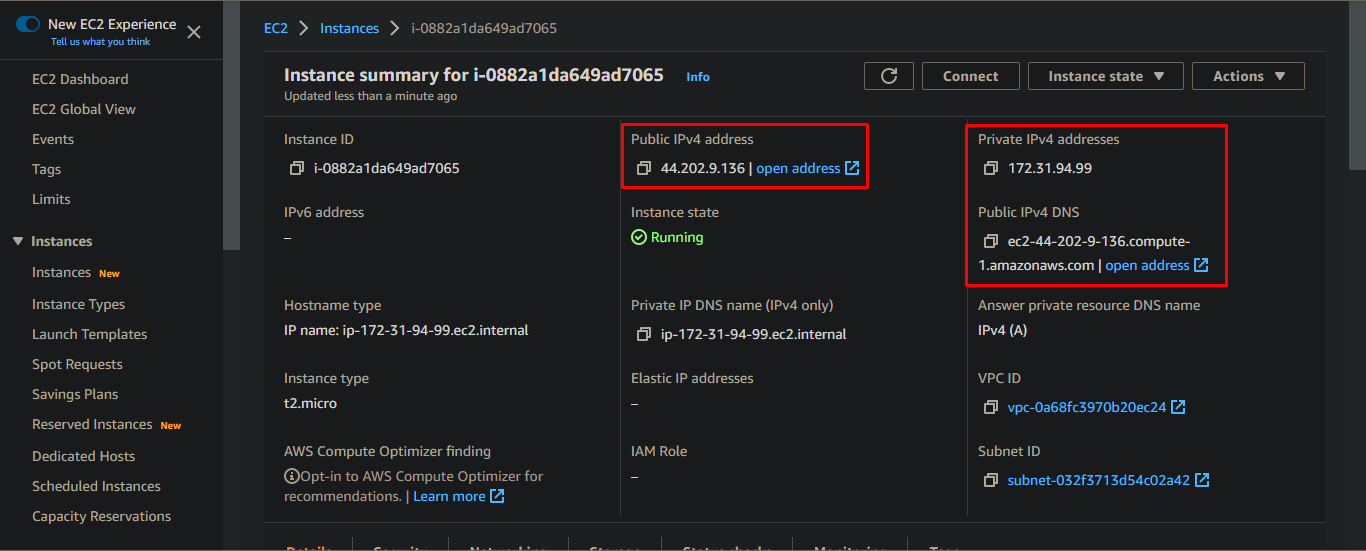 New EC2 Experience
Tell us what you think
EC2 Dashboard
EC2 Global View
Events
Tags
Limits
Instances
Instances New
Instance Types
Launch Templates
Spot Requests
Savings Plans
Reserved Instances New
Dedicated Hosts
Scheduled Instances
Capacity Reservations
EC2 > Instances > i-0882a1da649ad7065
Instance summary for i-0882a1da649ad7065 Info
Updated less than a minute ago
Connect
Instance state
Actions
Instance ID
i-0882a1da649ad7065
Public IPv4 address
44.202.9.136 | open address
Private IPv4 addresses
172.31.94.99
IPv6 address
–
Instance state
Running
Public IPv4 DNS
ec2-44-202-9-136.compute-
1.amazonaws.com | open address
Hostname type
IP name: ip-172-31-94-99.ec2.internal
Private IP DNS name (IPv4 only)
ip-172-31-94-99.ec2.internal
Answer private resource DNS name
IPv4 (A)
Instance type
t2.micro
Elastic IP addresses
–
VPC ID
vpc-0a68fc3970b20ec24
AWS Compute Optimizer finding
Opt-in to AWS Compute Optimizer for
recommendations. | Learn more
IAM Role
–
Subnet ID
subnet-032f3713d54c02a42
Details
Security
Networking
Storage
Status checks
Monitoring
Tags